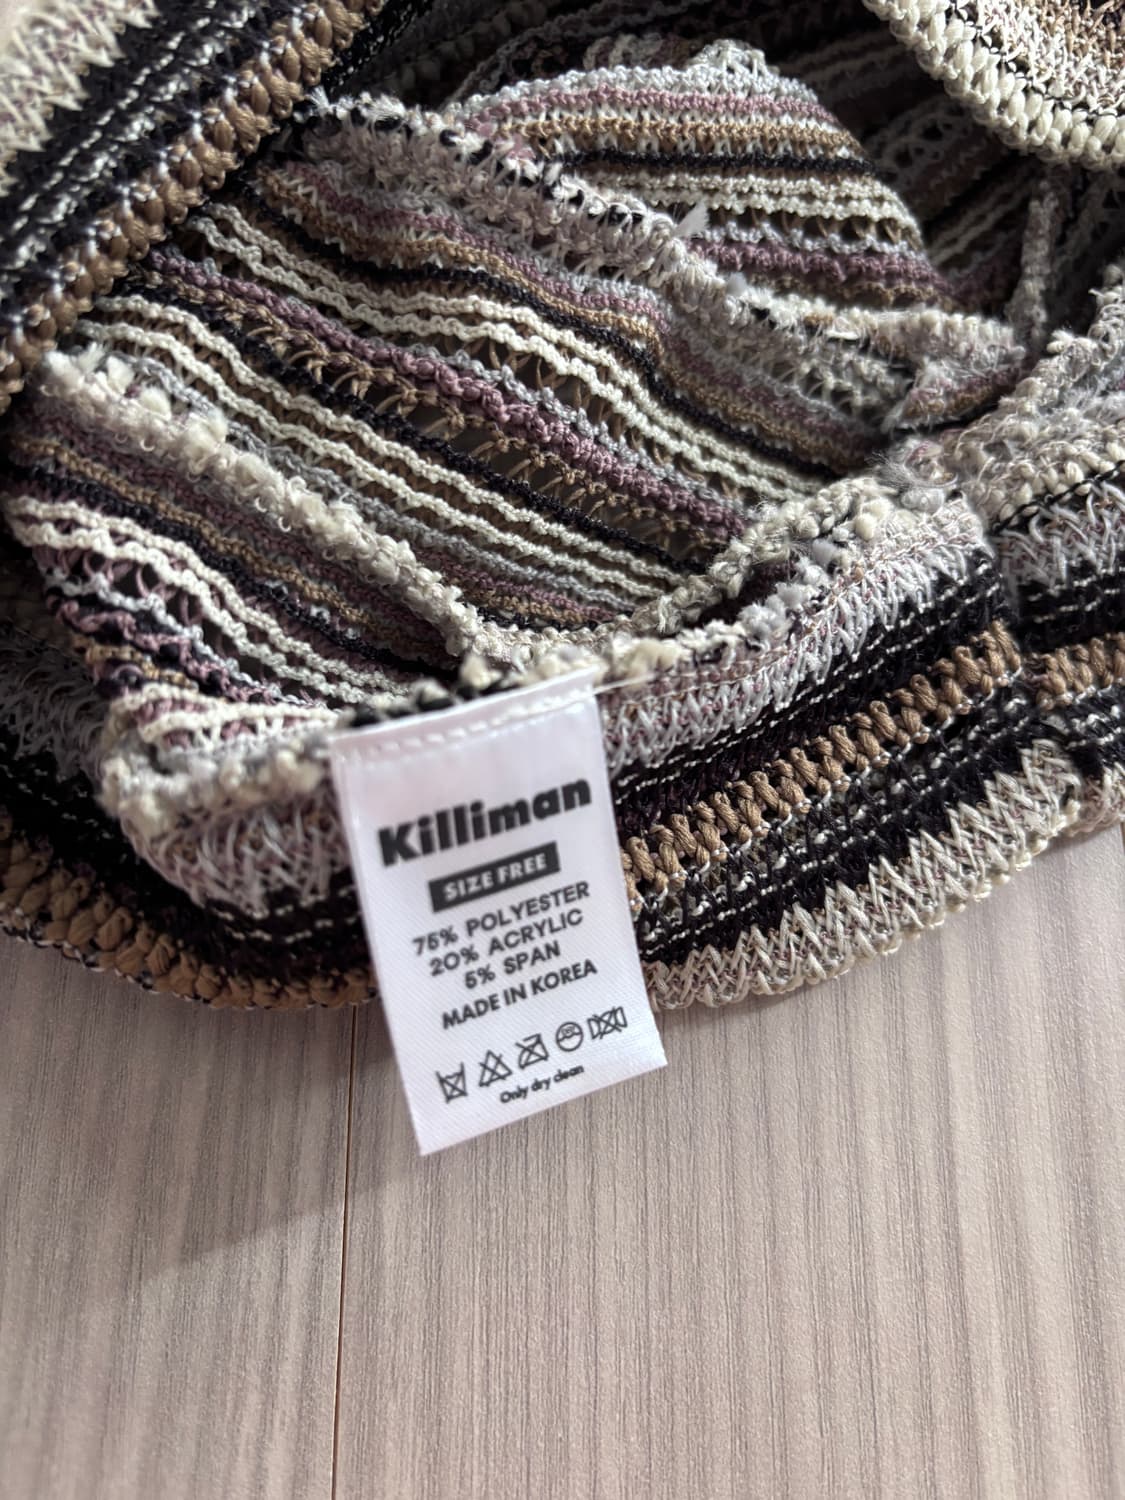 Killiman
SIZE FREE
75% POLYESTER
20% ACRYLIC
5% SPAN
MADE IN KOREA
Only dry clean